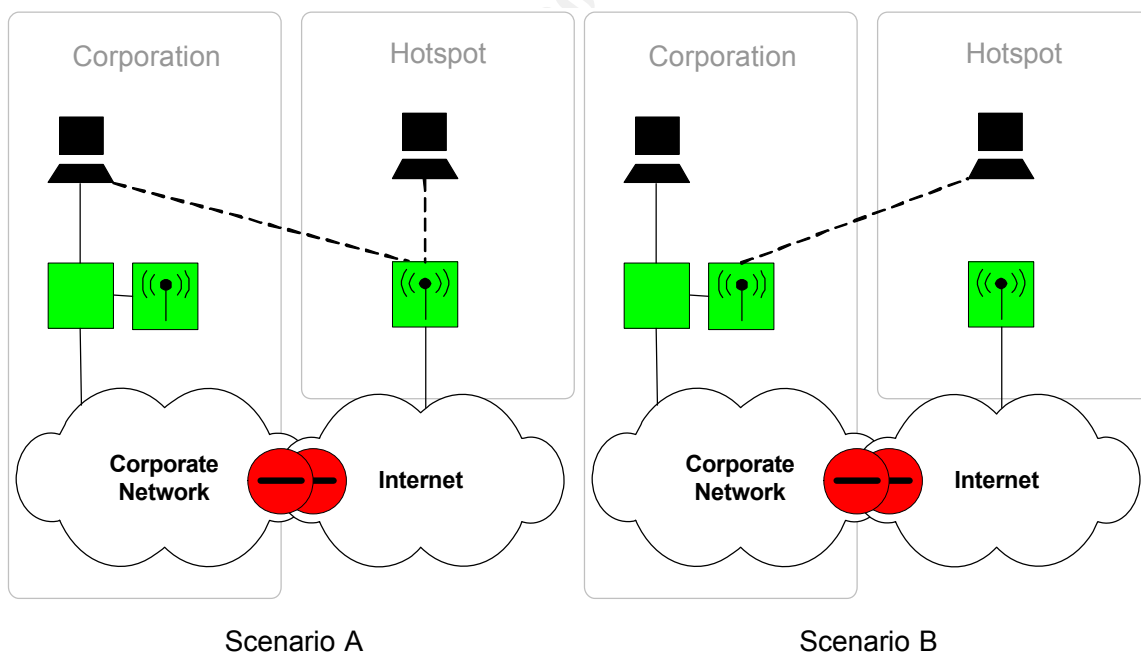 Corporation
Hotspot
Corporation
Hotspot
Corporate
Network
Internet
Corporate
Network
Internet
Scenario A
Scenario B